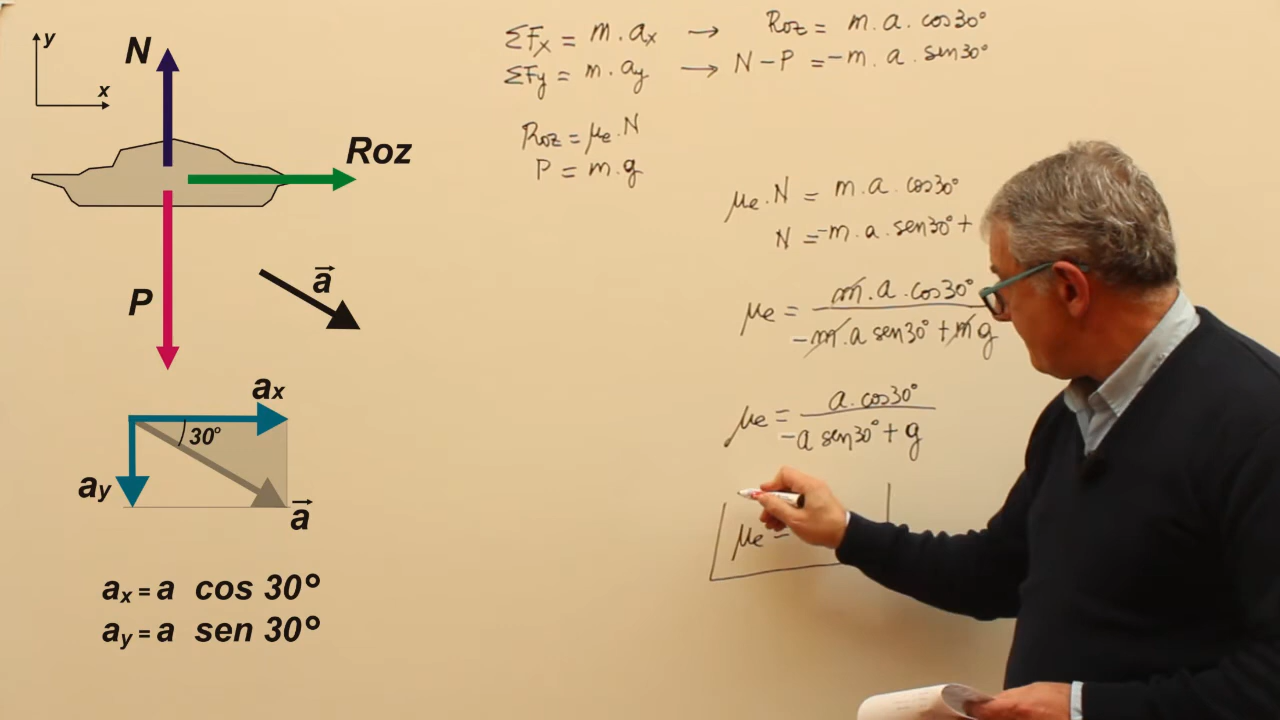 y
x
N
Roz
P
a⃗
ax
30°
ay
a⃗
ax = a cos 30°
ay = a sen 30°
ΣFx = m . ax → Roz = m . a . cos30°
ΣFy = m . ay → N - P = -m . a . sen30°
Roz = μe . N
P = m . g
μe . N = m . a . cos30°
N = -m . a . sen30° +
μe = m . a . cos30° / -m . a sen30° + m g
μe = a . cos30° / -a sen30° + g
μe =